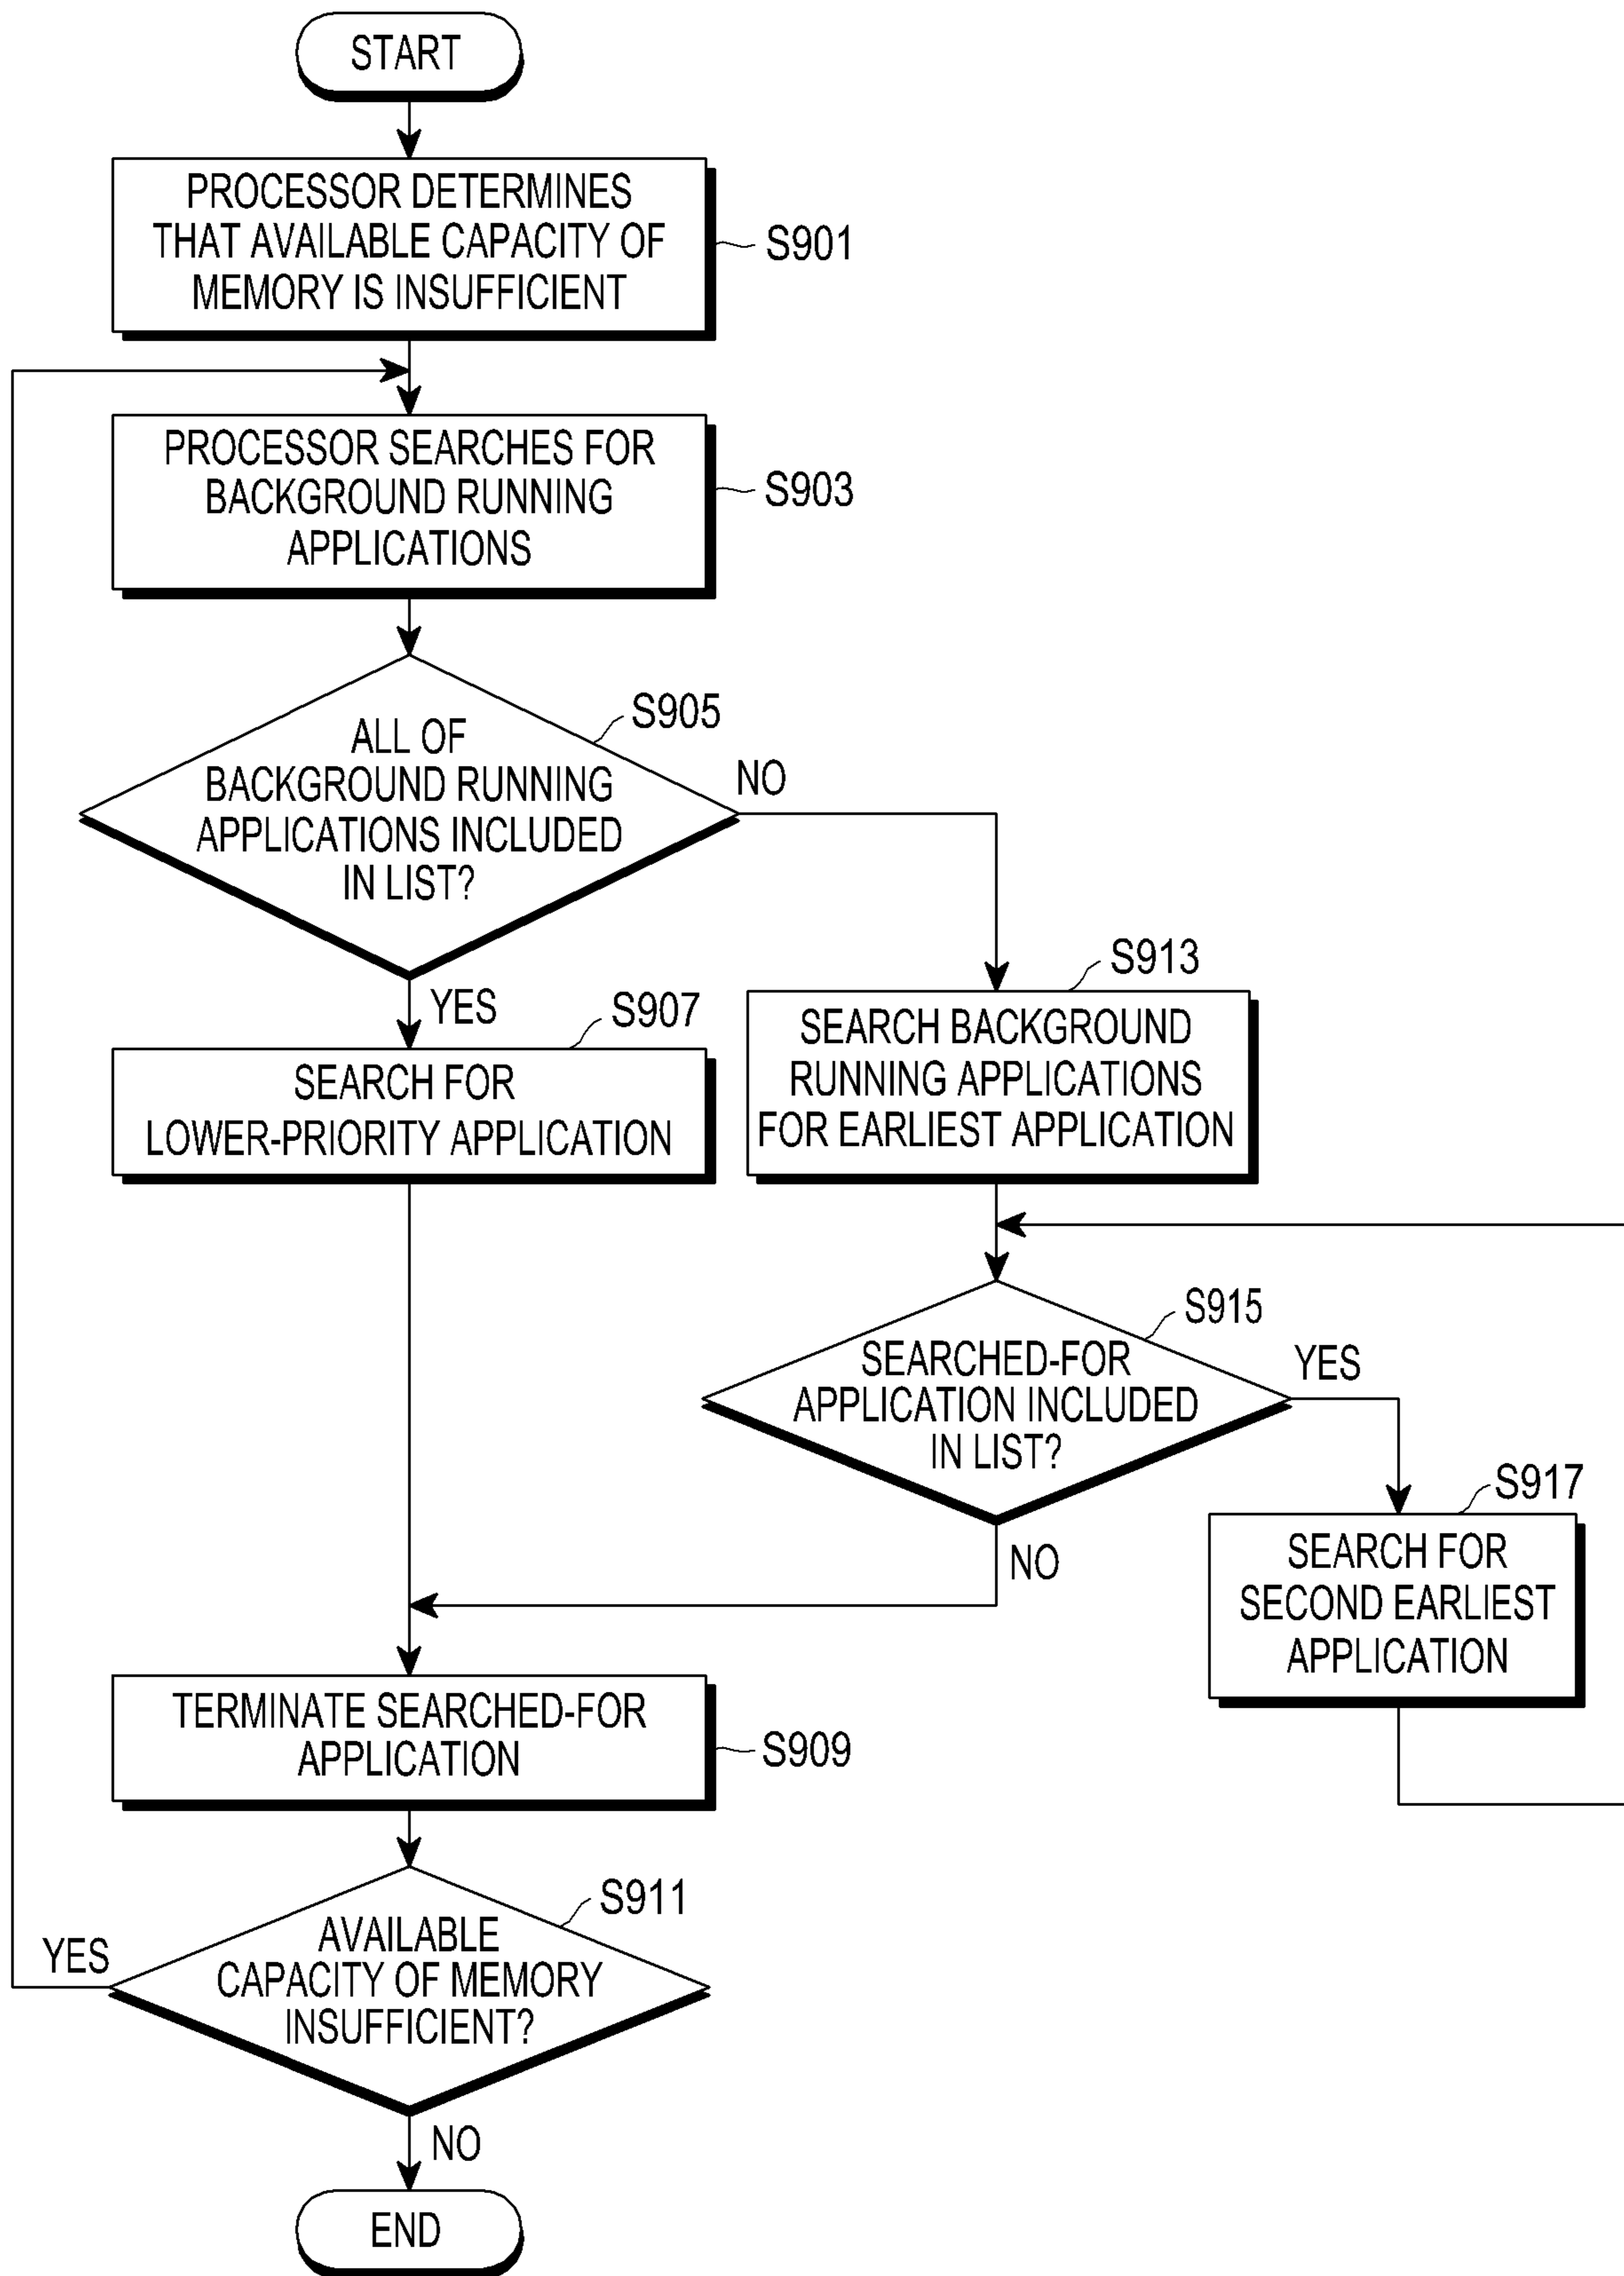 START
PROCESSOR DETERMINES
THAT AVAILABLE CAPACITY OF
MEMORY IS INSUFFICIENT
S901
PROCESSOR SEARCHES FOR
BACKGROUND RUNNING
APPLICATIONS
S903
ALL OF
BACKGROUND RUNNING
APPLICATIONS INCLUDED
IN LIST?
S905
NO
YES
S907
SEARCH FOR
LOWER-PRIORITY APPLICATION
S913
SEARCH BACKGROUND
RUNNING APPLICATIONS
FOR EARLIEST APPLICATION
S915
SEARCHED-FOR
APPLICATION INCLUDED
IN LIST?
YES
NO
S917
SEARCH FOR
SECOND EARLIEST
APPLICATION
TERMINATE SEARCHED-FOR
APPLICATION
S909
S911
AVAILABLE
CAPACITY OF MEMORY
INSUFFICIENT?
YES
NO
END